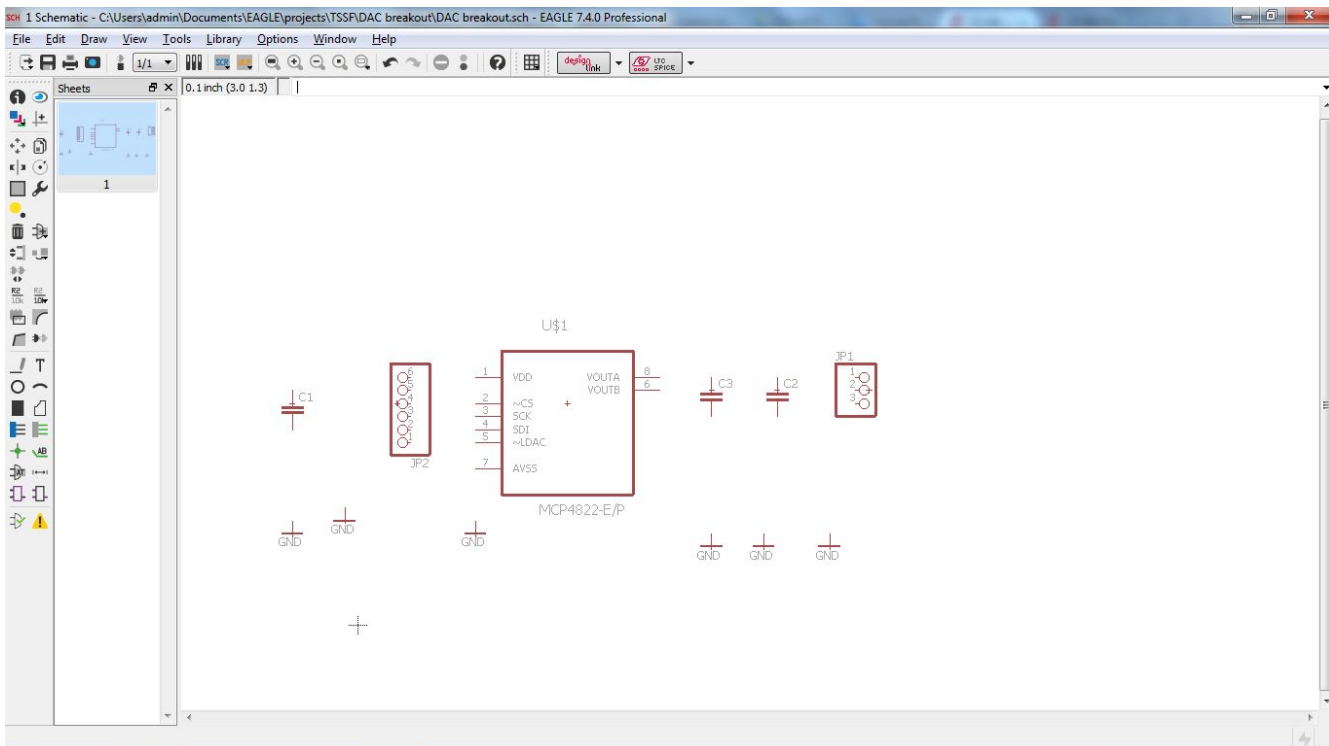 1 Schematic - C:\Users\admin\Documents\EAGLE\projects\TSSF\DAC breakout\DAC breakout.sch - EAGLE 7.4.0 Professional
File Edit Draw View Tools Library Options Window Help
1/1 SCR design link LTC SPICE
Sheets 0.1 inch (3.0 1.3)
1
U$1
JP1
1 VDD VOUTA 8
VOUTB 6
2 ~CS
3 SCK
4 SDI
5 ~LDAC
7 AVSS
C1
6
5
4
3
2
1
JP2
C3
C2
1
2
3
MCP4822-E/P
GND
GND
GND
GND
GND
GND